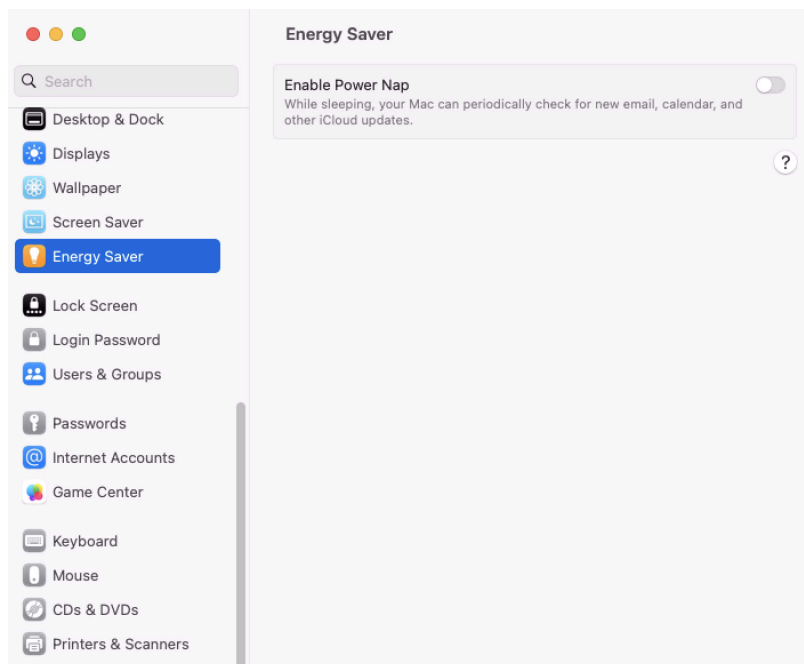 Energy Saver
Search
Enable Power Nap
While sleeping, your Mac can periodically check for new email, calendar, and
other iCloud updates.
?
Desktop & Dock
Displays
Wallpaper
Screen Saver
Energy Saver
Lock Screen
Login Password
Users & Groups
Passwords
Internet Accounts
Game Center
Keyboard
Mouse
CDs & DVDs
Printers & Scanners